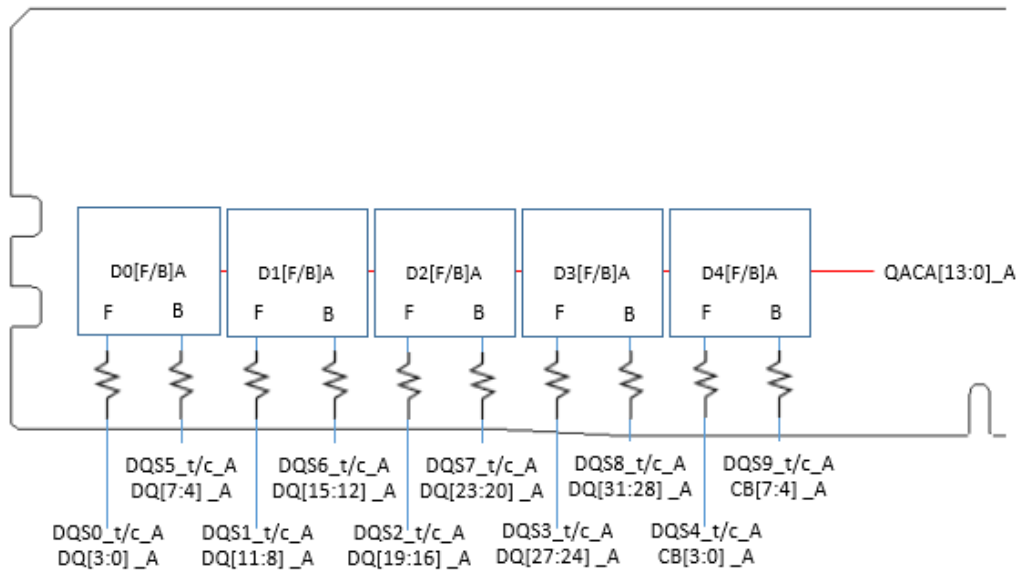 D0[F/B]A
D1[F/B]A
D2[F/B]A
D3[F/B]A
D4[F/B]A
QACA[13:0]_A
F
B
F
B
F
B
F
B
F
B
DQS5_t/c_A
DQ[7:4] _A
DQS6_t/c_A
DQ[15:12] _A
DQS7_t/c_A
DQ[23:20] _A
DQS8_t/c_A
DQ[31:28] _A
DQS9_t/c_A
CB[7:4] _A
DQS0_t/c_A
DQ[3:0] _A
DQS1_t/c_A
DQ[11:8] _A
DQS2_t/c_A
DQ[19:16] _A
DQS3_t/c_A
DQ[27:24] _A
DQS4_t/c_A
CB[3:0] _A